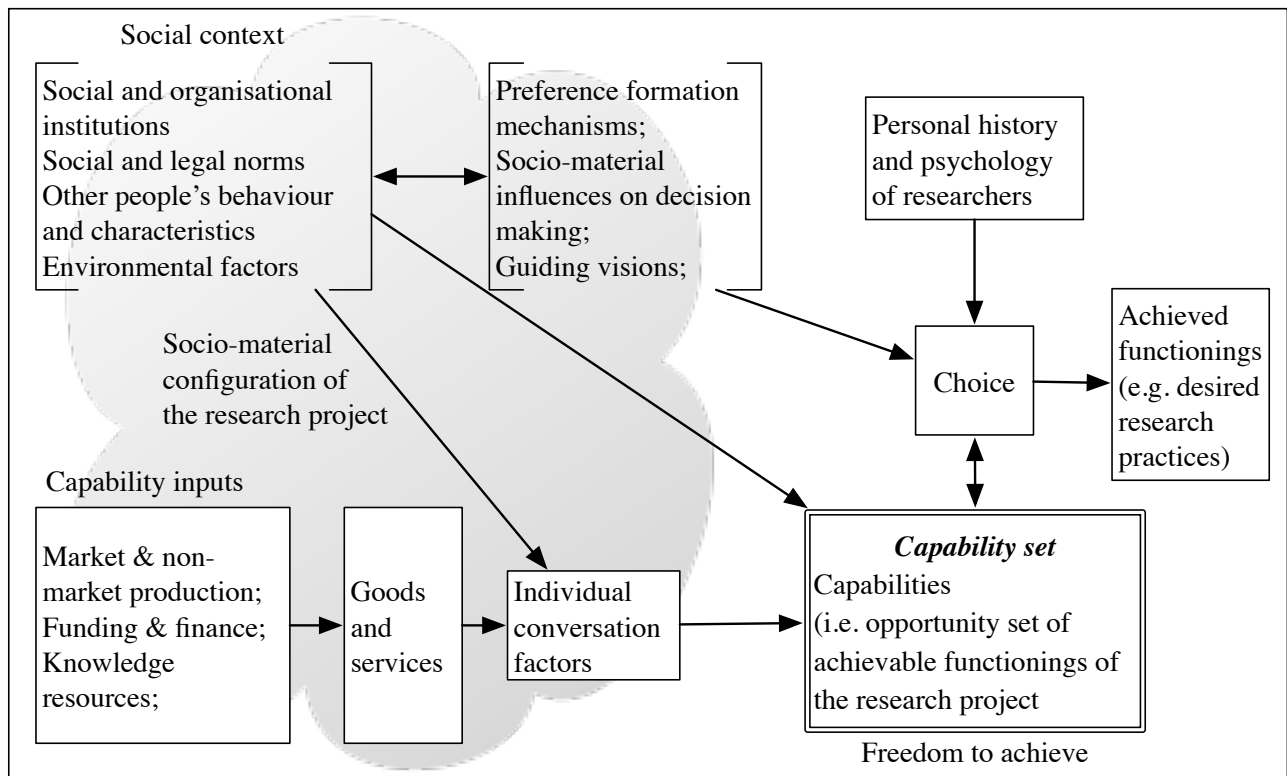 Social context
Social and organisational
institutions
Social and legal norms
Other people’s behaviour
and characteristics
Environmental factors
Preference formation
mechanisms;
Socio-material
influences on decision
making;
Guiding visions;
Personal history
and psychology
of researchers
Socio-material
configuration of
the research project
Choice
Achieved
functionings
(e.g. desired
research
practices)
Capability inputs
Market & non-
market production;
Funding & finance;
Knowledge
resources;
Goods
and
services
Individual
conversation
factors
Capability set
Capabilities
(i.e. opportunity set of
achievable functionings of
the research project
Freedom to achieve